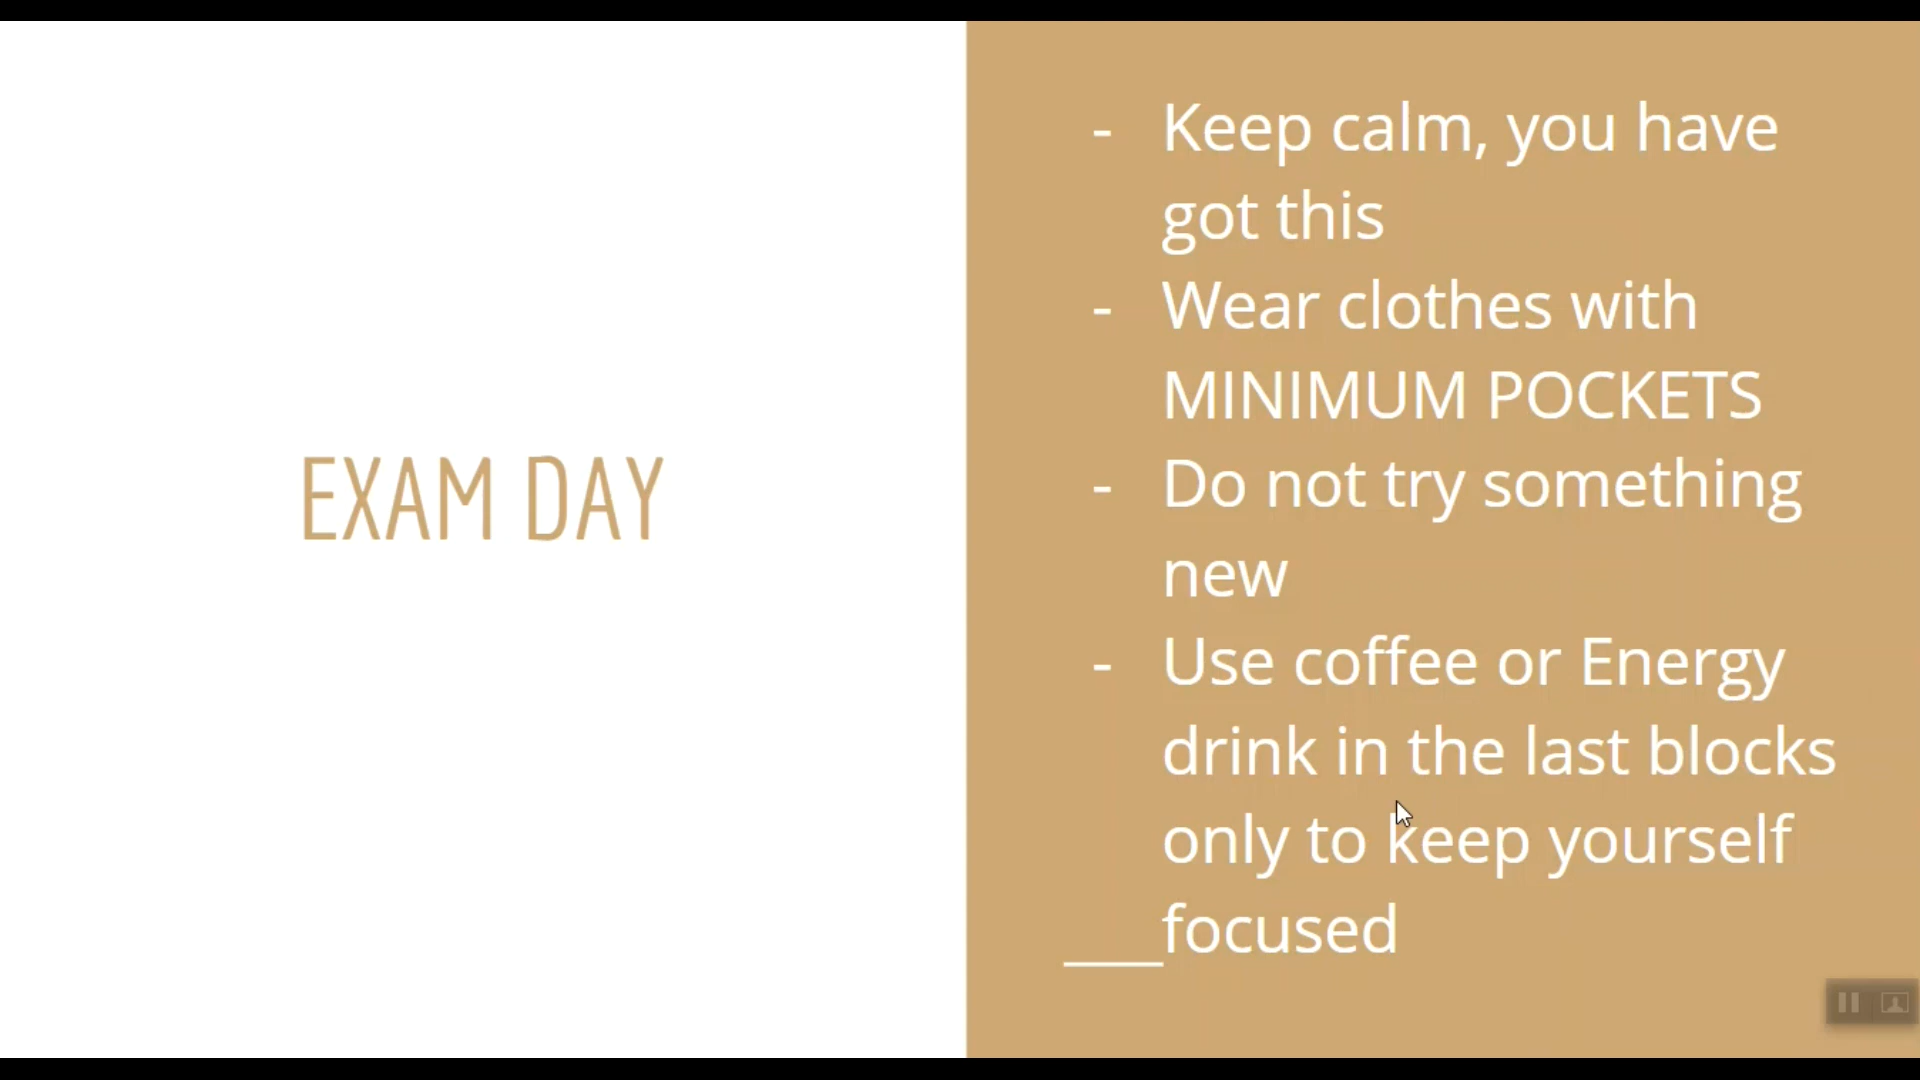 EXAM DAY
- Keep calm, you have
got this
- Wear clothes with
MINIMUM POCKETS
- Do not try something
new
- Use coffee or Energy
drink in the last blocks
only to keep yourself
focused